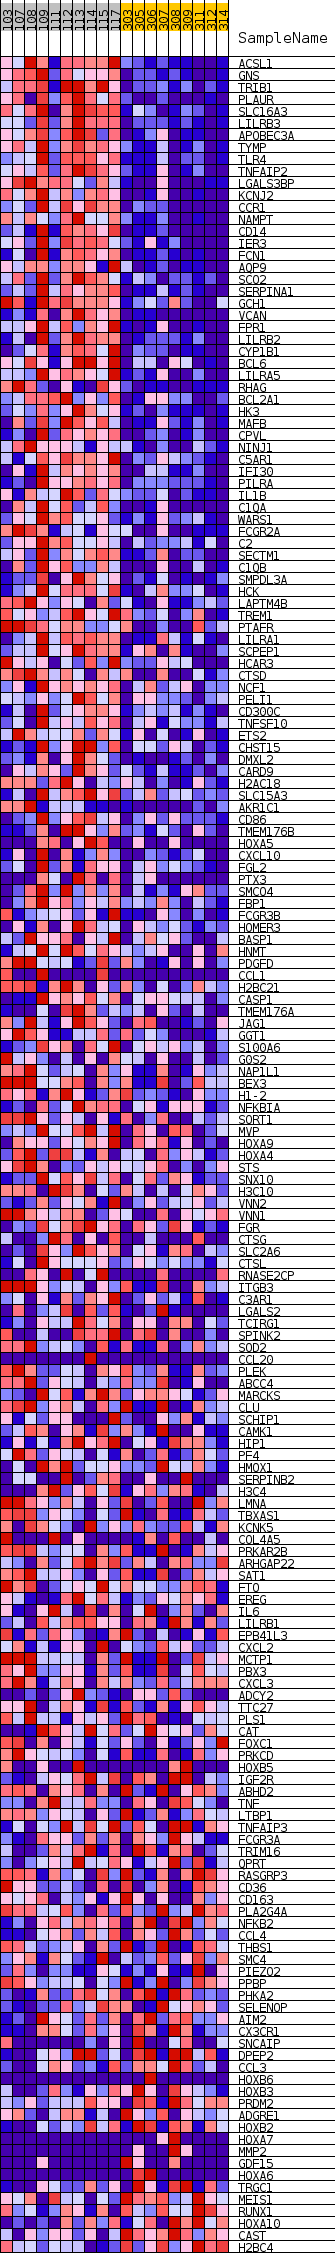 103 107 108 109 111 112 113 114 115 117 303 305 306 307 308 309 311 312 314
SampleName
ACSL1
GNS
TRIB1
PLAUR
SLC16A3
LILRB3
APOBEC3A
TYMP
TLR4
TNFAIP2
LGALS3BP
KCNJ2
CCR1
NAMPT
CD14
IER3
FCN1
AQP9
SCO2
SERPINA1
GCH1
VCAN
FPR1
LILRB2
CYP1B1
BCL6
LILRA5
RHAG
BCL2A1
HK3
MAFB
CPVL
NINJ1
C5AR1
IFI30
PILRA
IL1B
C1QA
WARS1
FCGR2A
C2
SECTM1
C1QB
SMPDL3A
HCK
LAPTM4B
TREM1
PTAFR
LILRA1
SCPEP1
HCAR3
CTSD
NCF1
PELI1
CD300C
TNFSF10
ETS2
CHST15
DMXL2
CARD9
H2AC18
SLC15A3
AKR1C1
CD86
TMEM176B
HOXA5
CXCL10
FGL2
PTX3
SMCO4
FBP1
FCGR3B
HOMER3
BASP1
HNMT
PDGFD
CCL1
H2BC21
CASP1
TMEM176A
JAG1
GGT1
S100A6
G0S2
NAP1L1
BEX3
H1-2
NFKBIA
SORT1
MVP
HOXA9
HOXA4
STS
SNX10
H3C10
VNN2
VNN1
FGR
CTSG
SLC2A6
CTSL
RNASE2CP
ITGB3
C3AR1
LGALS2
TCIRG1
SPINK2
SOD2
CCL20
PLEK
ABCC4
MARCKS
CLU
SCHIP1
CAMK1
HIP1
PF4
HMOX1
SERPINB2
H3C4
LMNA
TBXAS1
KCNK5
COL4A5
PRKAR2B
ARHGAP22
SAT1
FTO
EREG
IL6
LILRB1
EPB41L3
CXCL2
MCTP1
PBX3
CXCL3
ADCY2
TTC27
PLS1
CAT
FOXC1
PRKCD
HOXB5
IGF2R
ABHD2
TNF
LTBP1
TNFAIP3
FCGR3A
TRIM16
QPRT
RASGRP3
CD36
CD163
PLA2G4A
NFKB2
CCL4
THBS1
SMC4
PIEZO2
PPBP
PHKA2
SELENOP
AIM2
CX3CR1
SNCAIP
DPEP2
CCL3
HOXB6
HOXB3
PRDM2
ADGRE1
HOXB2
HOXA7
MMP2
GDF15
HOXA6
TRGC1
MEIS1
RUNX1
HOXA10
CAST
H2BC4